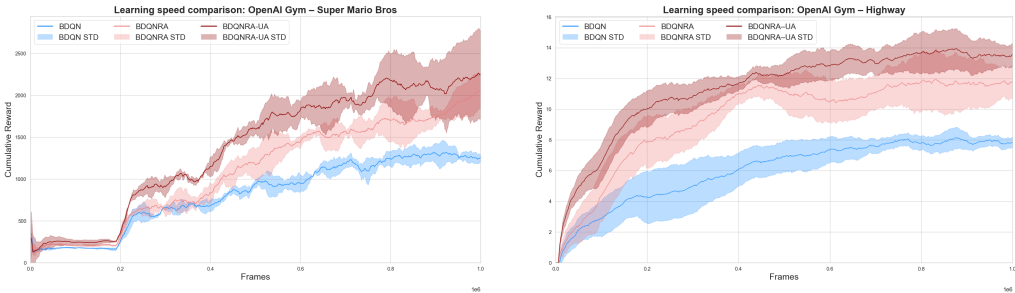 Learning speed comparison: OpenAI Gym – Super Mario Bros
BDQN
BDQNRA
BDQNRA–UA
BDQN STD
BDQNRA STD
BDQNRA–UA STD
Cumulative Reward
2500
2000
1500
1000
500
0
0.0
0.2
0.4
0.6
0.8
1.0
Frames
1e6
Learning speed comparison: OpenAI Gym – Highway
BDQN
BDQNRA
BDQNRA–UA
BDQN STD
BDQNRA STD
BDQNRA–UA STD
Cumulative Reward
16
14
12
10
8
6
4
2
0
0.0
0.2
0.4
0.6
0.8
1.0
Frames
1e6